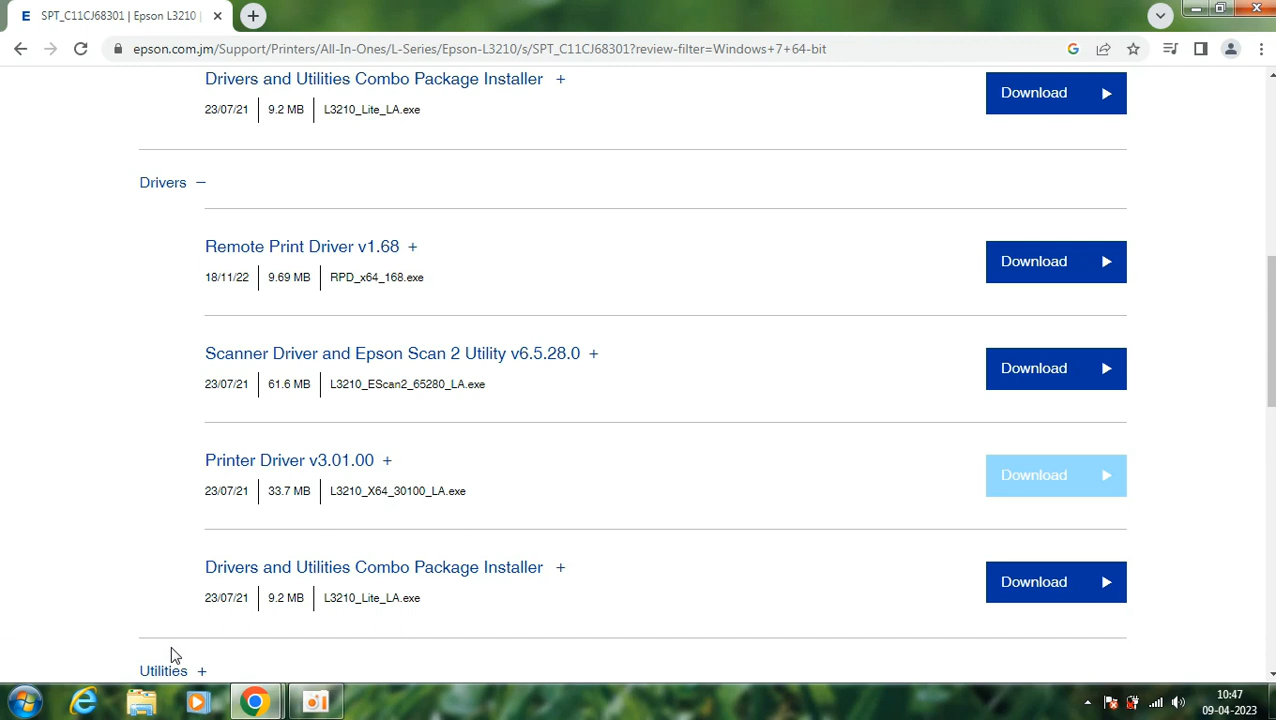 SPT_C11CJ68301 | Epson L3210 |
epson.com.jm/Support/Printers/All-In-Ones/L-Series/Epson-L3210/s/SPT_C11CJ68301?review-filter=Windows+7+64-bit
Drivers and Utilities Combo Package Installer +
Download
23/07/21 | 9.2 MB | L3210_Lite_LA.exe
Drivers −
Remote Print Driver v1.68 +
Download
18/11/22 | 9.69 MB | RPD_x64_168.exe
Scanner Driver and Epson Scan 2 Utility v6.5.28.0 +
Download
23/07/21 | 61.6 MB | L3210_EScan2_65280_LA.exe
Printer Driver v3.01.00 +
Download
23/07/21 | 33.7 MB | L3210_X64_30100_LA.exe
Drivers and Utilities Combo Package Installer +
Download
23/07/21 | 9.2 MB | L3210_Lite_LA.exe
Utilities +
10:47
09-04-2023